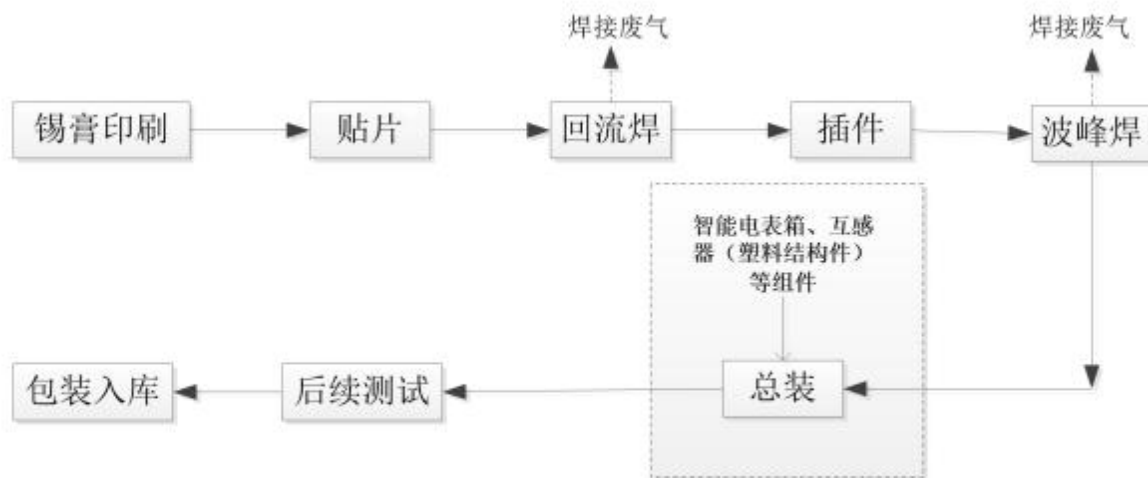 焊接废气
焊接废气
锡膏印刷
贴片
回流焊
插件
波峰焊
智能电表箱、互感
器（塑料结构件）
等组件
包装入库
后续测试
总装